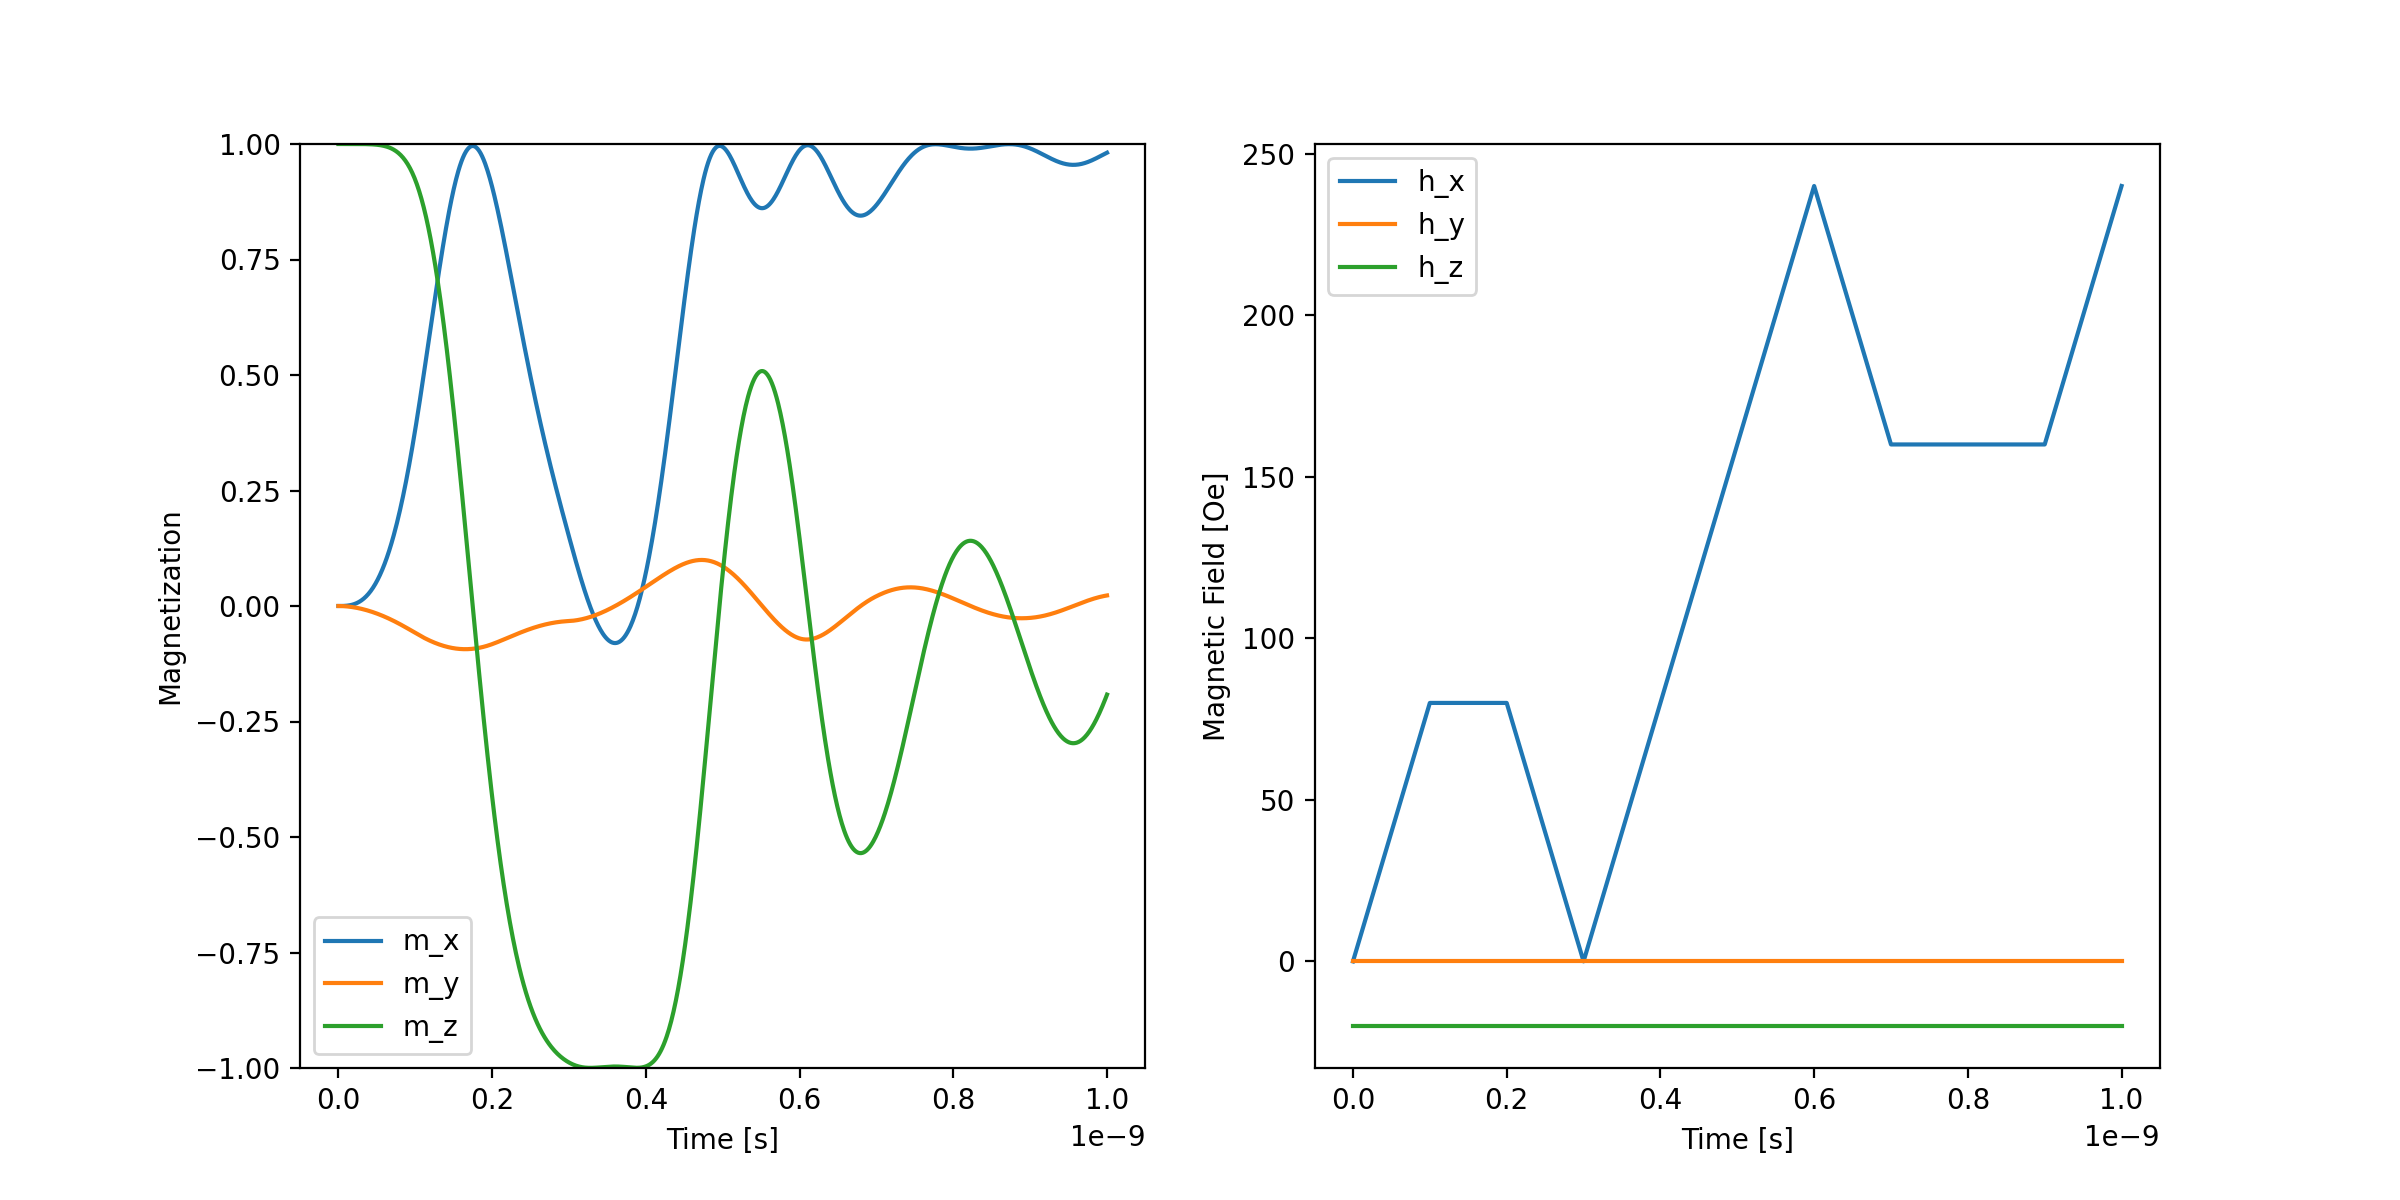 1.00
0.75
0.50
0.25
0.00
−0.25
−0.50
−0.75
−1.00
Magnetization
m_x
m_y
m_z
0.0 0.2 0.4 0.6 0.8 1.0
Time [s]
1e−9
250
200
150
100
50
0
Magnetic Field [Oe]
h_x
h_y
h_z
0.0 0.2 0.4 0.6 0.8 1.0
Time [s]
1e−9